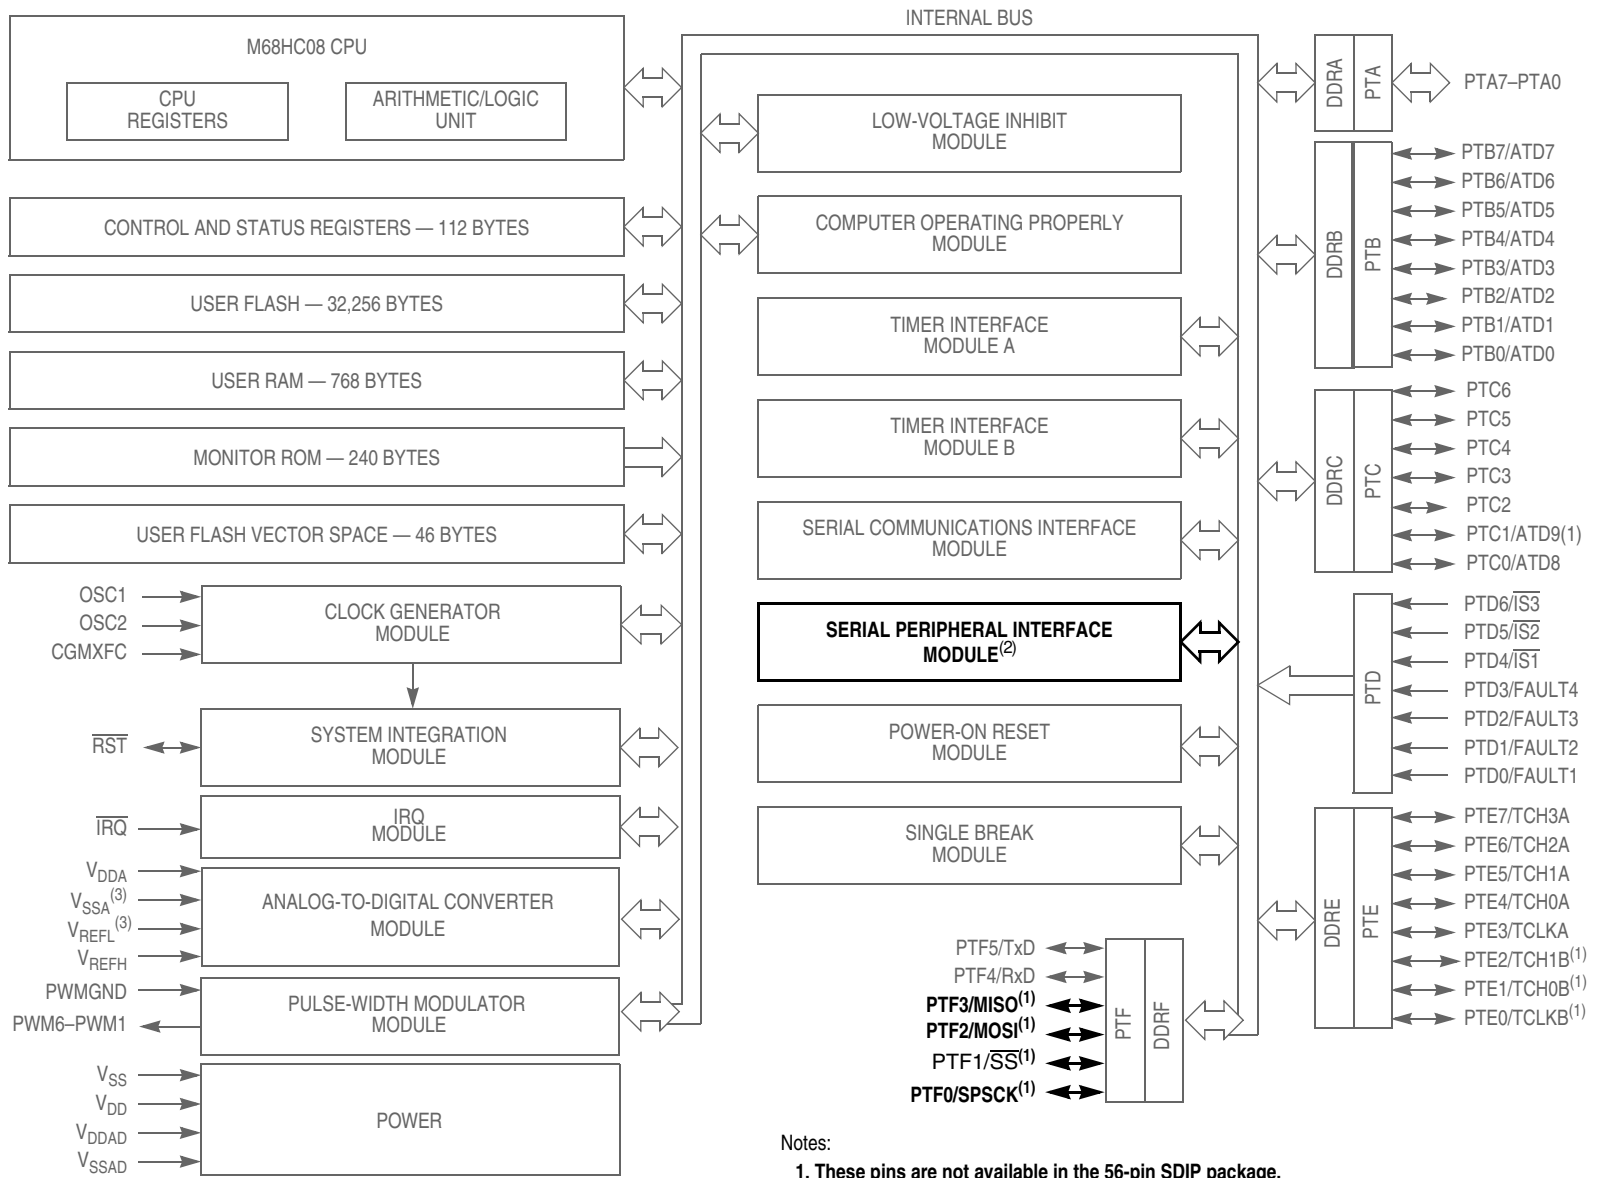 INTERNAL BUS
M68HC08 CPU
CPU
REGISTERS
ARITHMETIC/LOGIC
UNIT
CONTROL AND STATUS REGISTERS — 112 BYTES
USER FLASH — 32,256 BYTES
USER RAM — 768 BYTES
MONITOR ROM — 240 BYTES
USER FLASH VECTOR SPACE — 46 BYTES
OSC1
OSC2
CGMXFC
CLOCK GENERATOR
MODULE
RST
SYSTEM INTEGRATION
MODULE
IRQ
IRQ
MODULE
VDDA
VSSA(3)
VREFL(3)
VREFH
ANALOG-TO-DIGITAL CONVERTER
MODULE
PWMGND
PWM6–PWM1
PULSE-WIDTH MODULATOR
MODULE
VSS
VDD
VDDAD
VSSAD
POWER
LOW-VOLTAGE INHIBIT
MODULE
COMPUTER OPERATING PROPERLY
MODULE
TIMER INTERFACE
MODULE A
TIMER INTERFACE
MODULE B
SERIAL COMMUNICATIONS INTERFACE
MODULE
SERIAL PERIPHERAL INTERFACE
MODULE(2)
POWER-ON RESET
MODULE
SINGLE BREAK
MODULE
PTF5/TxD
PTF4/RxD
PTF3/MISO(1)
PTF2/MOSI(1)
PTF1/SS(1)
PTF0/SPSCK(1)
PTF
DDRF
DDRA
PTA
PTA7–PTA0
DDRB
PTB
PTB7/ATD7
PTB6/ATD6
PTB5/ATD5
PTB4/ATD4
PTB3/ATD3
PTB2/ATD2
PTB1/ATD1
PTB0/ATD0
DDRC
PTC
PTC6
PTC5
PTC4
PTC3
PTC2
PTC1/ATD9(1)
PTC0/ATD8
PTD
PTD6/IS3
PTD5/IS2
PTD4/IS1
PTD3/FAULT4
PTD2/FAULT3
PTD1/FAULT2
PTD0/FAULT1
DDRE
PTE
PTE7/TCH3A
PTE6/TCH2A
PTE5/TCH1A
PTE4/TCH0A
PTE3/TCLKA
PTE2/TCH1B(1)
PTE1/TCH0B(1)
PTE0/TCLKB(1)
Notes:
1. These pins are not available in the 56-pin SDIP package.